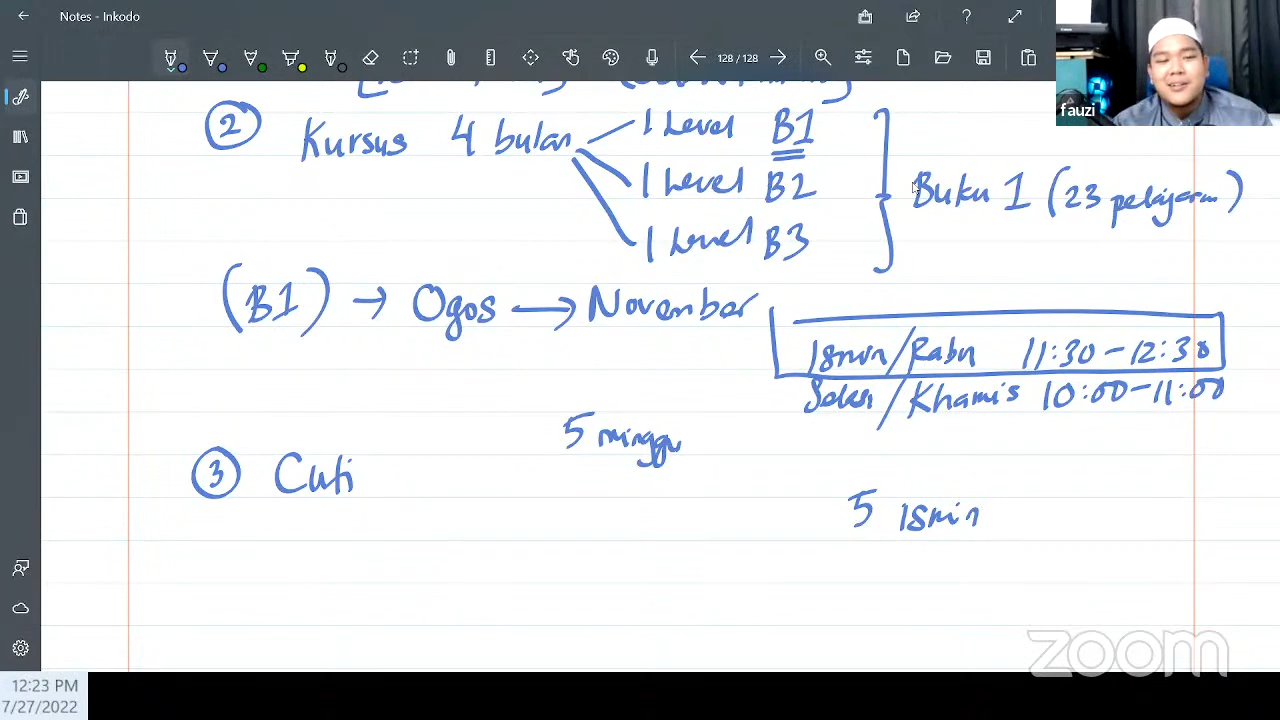 Notes - Inkodo
128 / 128
fauzi
② Kursus 4 bulan
1 Level B1
1 Level B2
1 Level B3
Buku 1 (23 pelajaran)
(B1) → Ogos → November
Isnin/Rabu 11:30-12:30
Selasa/Khamis 10:00-11:00
5 minggu
③ Cuti
5 Isnin
zoom
12:23 PM
7/27/2022